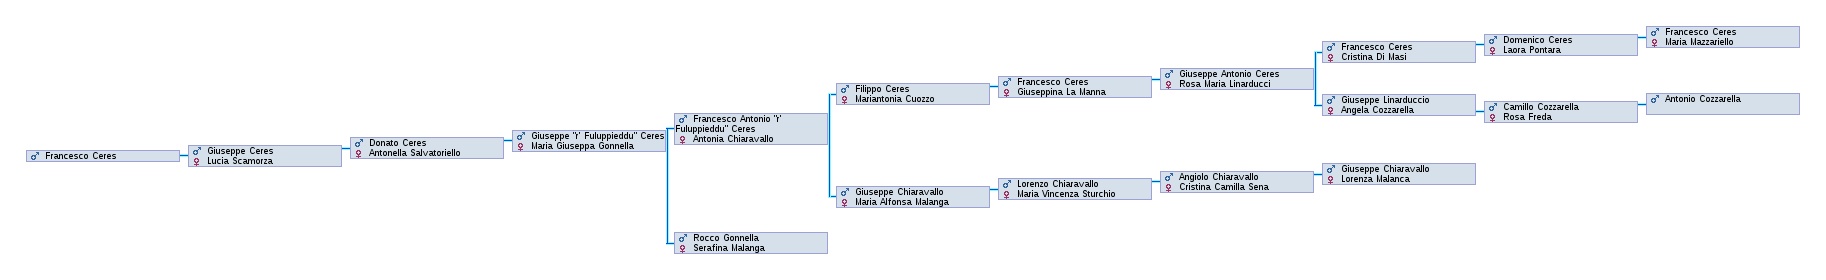 Francesco Ceres
Giuseppe Ceres
Lucia Scamorza
Donato Ceres
Antonella Salvatoriello
Giuseppe "r' Fuluppieddu" Ceres
Maria Giuseppa Gonnella
Francesco Antonio "r'
Fuluppieddu" Ceres
Antonia Chiaravallo
Rocco Gonnella
Serafina Malanga
Filippo Ceres
Mariantonia Cuozzo
Giuseppe Chiaravallo
Maria Alfonsa Malanga
Francesco Ceres
Giuseppina La Manna
Lorenzo Chiaravallo
Maria Vincenza Sturchio
Giuseppe Antonio Ceres
Rosa Maria Linarducci
Angiolo Chiaravallo
Cristina Camilla Sena
Francesco Ceres
Cristina Di Masi
Giuseppe Linarduccio
Angela Cozzarella
Giuseppe Chiaravallo
Lorenza Malanca
Domenico Ceres
Laora Pontara
Camillo Cozzarella
Rosa Freda
Francesco Ceres
Maria Mazzariello
Antonio Cozzarella